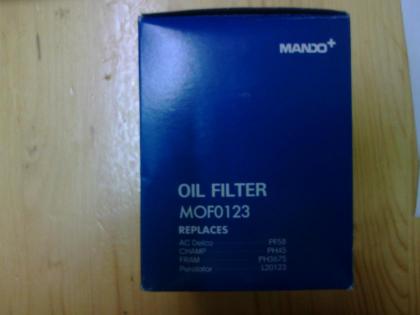 MANDO+
OIL FILTER
MOF0123
REPLACES
AC Delco PF58
CHAMP PH45
FRAM PH3675
Purolator L20123